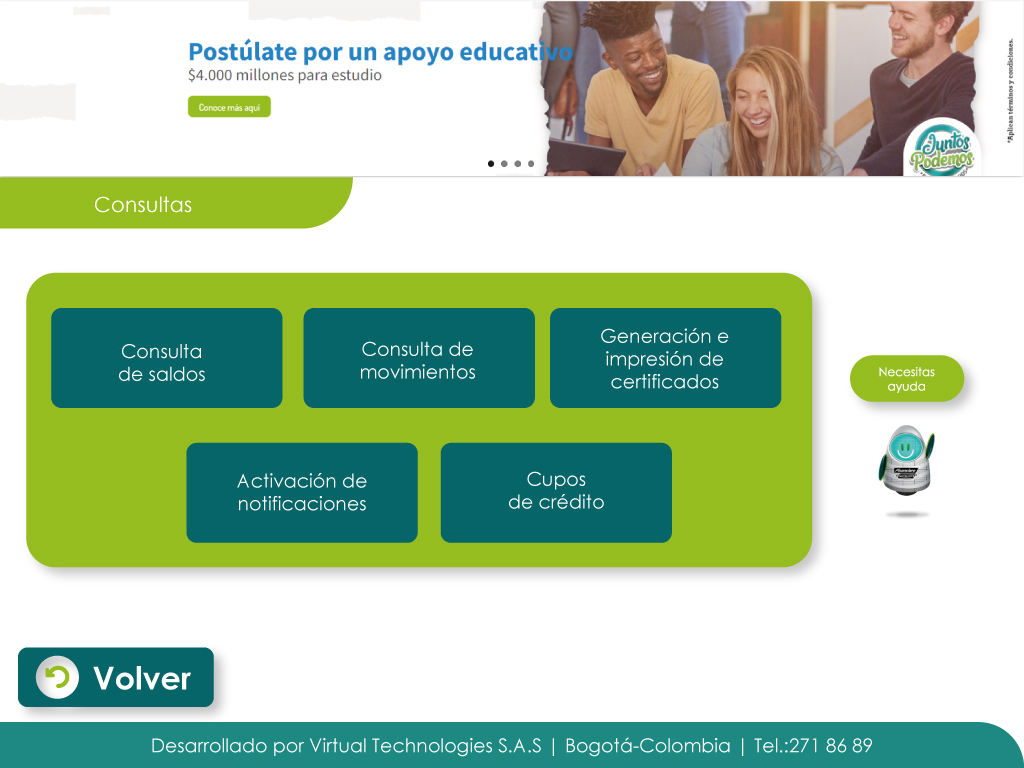 Postúlate por un apoyo educativo
$4.000 millones para estudio
Conoce más aquí
*Aplican términos y condiciones.
Juntos
Podemos
Consultas
Consulta
de saldos
Consulta de
movimientos
Generación e
impresión de
certificados
Necesitas
ayuda
Activación de
notificaciones
Cupos
de crédito
Volver
Desarrollado por Virtual Technologies S.A.S | Bogotá-Colombia | Tel.:271 86 89